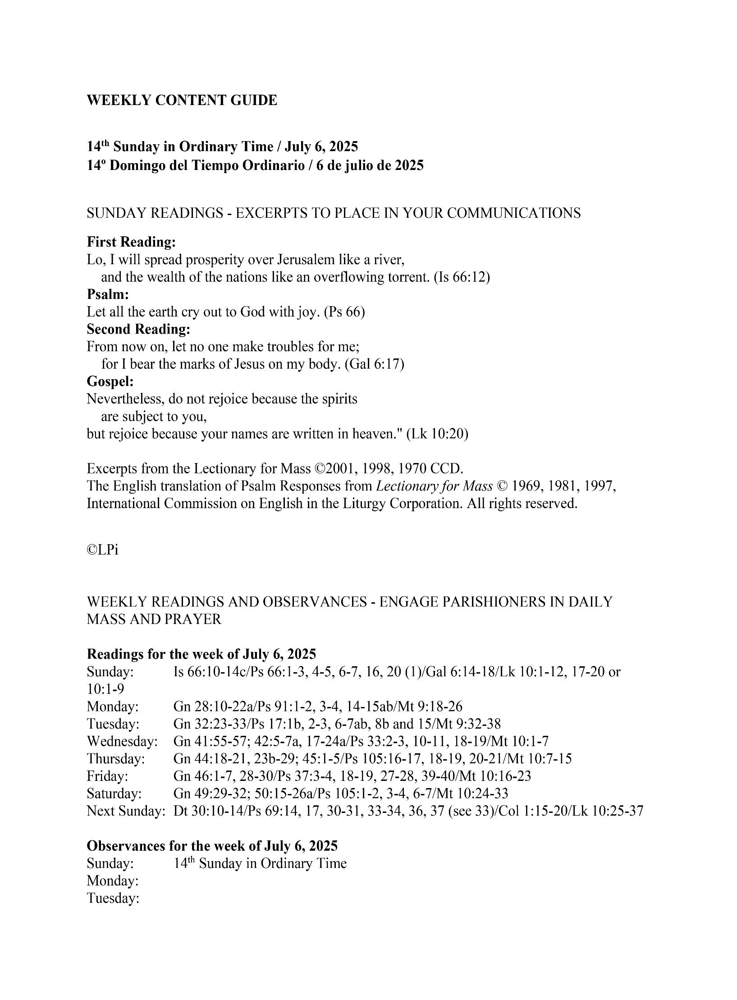 WEEKLY CONTENT GUIDE
14th Sunday in Ordinary Time / July 6, 2025
14º Domingo del Tiempo Ordinario / 6 de julio de 2025
SUNDAY READINGS - EXCERPTS TO PLACE IN YOUR COMMUNICATIONS
First Reading:
Lo, I will spread prosperity over Jerusalem like a river,
and the wealth of the nations like an overflowing torrent. (Is 66:12)
Psalm:
Let all the earth cry out to God with joy. (Ps 66)
Second Reading:
From now on, let no one make troubles for me;
for I bear the marks of Jesus on my body. (Gal 6:17)
Gospel:
Nevertheless, do not rejoice because the spirits
are subject to you,
but rejoice because your names are written in heaven." (Lk 10:20)
Excerpts from the Lectionary for Mass ©2001, 1998, 1970 CCD.
The English translation of Psalm Responses from Lectionary for Mass © 1969, 1981, 1997,
International Commission on English in the Liturgy Corporation. All rights reserved.
©LPi
WEEKLY READINGS AND OBSERVANCES - ENGAGE PARISHIONERS IN DAILY
MASS AND PRAYER
Readings for the week of July 6, 2025
Sunday: Is 66:10-14c/Ps 66:1-3, 4-5, 6-7, 16, 20 (1)/Gal 6:14-18/Lk 10:1-12, 17-20 or
10:1-9
Monday: Gn 28:10-22a/Ps 91:1-2, 3-4, 14-15ab/Mt 9:18-26
Tuesday: Gn 32:23-33/Ps 17:1b, 2-3, 6-7ab, 8b and 15/Mt 9:32-38
Wednesday: Gn 41:55-57; 42:5-7a, 17-24a/Ps 33:2-3, 10-11, 18-19/Mt 10:1-7
Thursday: Gn 44:18-21, 23b-29; 45:1-5/Ps 105:16-17, 18-19, 20-21/Mt 10:7-15
Friday: Gn 46:1-7, 28-30/Ps 37:3-4, 18-19, 27-28, 39-40/Mt 10:16-23
Saturday: Gn 49:29-32; 50:15-26a/Ps 105:1-2, 3-4, 6-7/Mt 10:24-33
Next Sunday: Dt 30:10-14/Ps 69:14, 17, 30-31, 33-34, 36, 37 (see 33)/Col 1:15-20/Lk 10:25-37
Observances for the week of July 6, 2025
Sunday: 14th Sunday in Ordinary Time
Monday:
Tuesday: